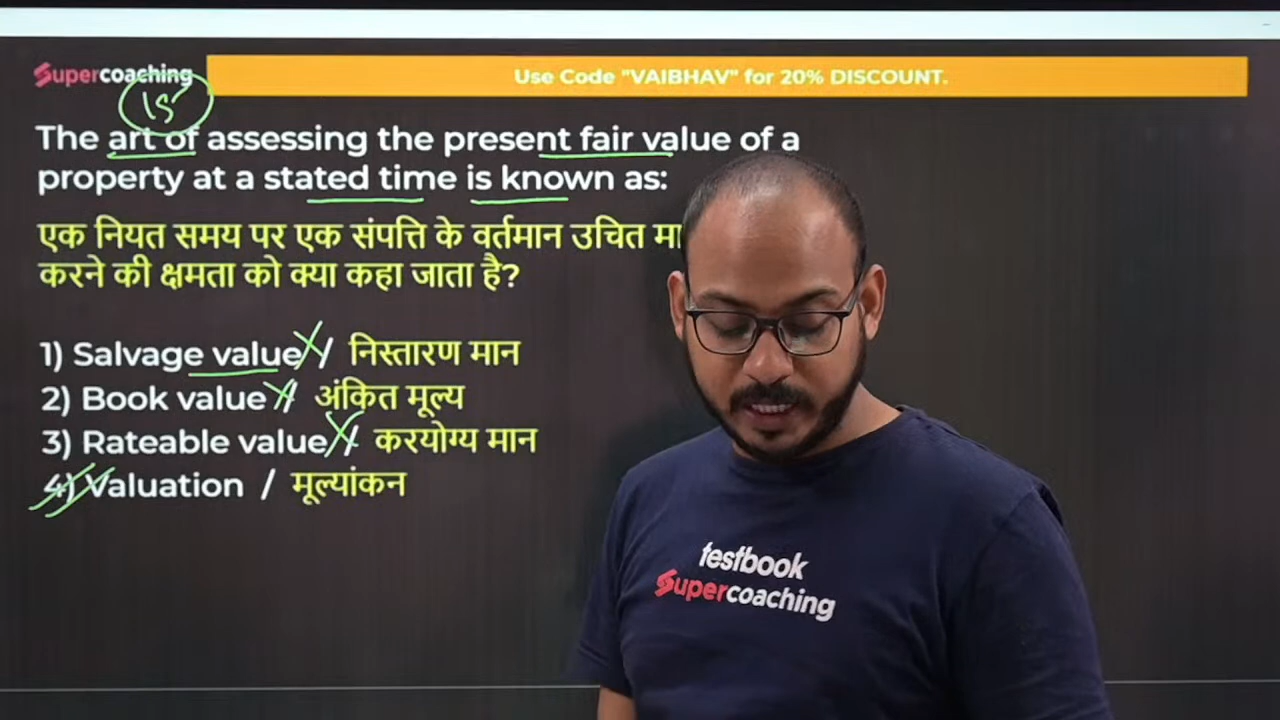 Supercoaching
Use Code "VAIBHAV" for 20% DISCOUNT.
The art of assessing the present fair value of a
property at a stated time is known as:
एक नियत समय पर एक संपत्ति के वर्तमान उचित
करने की क्षमता को क्या कहा जाता है?
1) Salvage value / निस्तारण मान
2) Book value / अंकित मूल्य
3) Rateable value / करयोग्य मान
4) Valuation / मूल्यांकन
testbook
Supercoaching